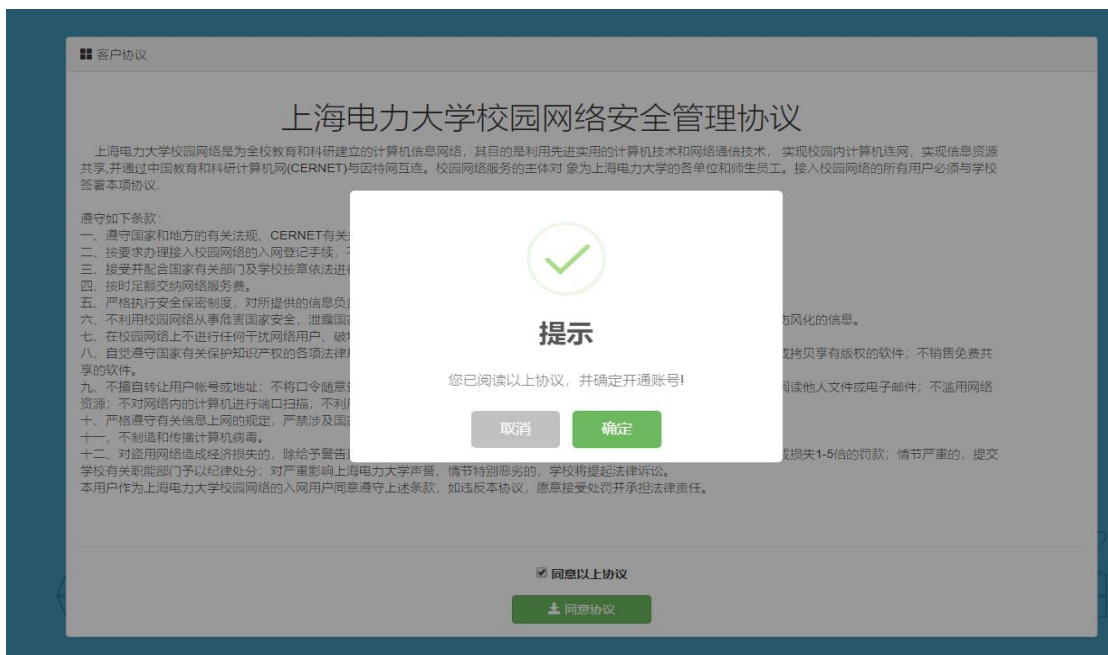 客户协议
上海电力大学校园网络安全管理协议
上海电力大学校园网络是为全校教育和科研建立的计算机信息网络，其目的是利用先进实用的计算机技术和网络通信技术， 实现校园内计算机连网，实现信息资源
共享,并通过中国教育和科研计算机网(CERNET)与因特网互连。校园网络服务的主体对 象为上海电力大学的各单位和师生员工。接入校园网络的所有用户必须与学校
签署本项协议.
遵守如下条款:
一、遵守国家和地方的有关法规、CERNET有关
二、按要求办理接入校园网络的入网登记手续，
三、接受并配合国家有关部门及学校按章依法进
四、按时足额交纳网络服务费。
五、严格执行安全保密制度，对所提供的信息负
六、不利用校园网络从事危害国家安全，泄露国 风化的信息。
七、在校园网络上不进行任何干扰网络用户、破
八、自觉遵守国家有关保护知识产权的各项法律 拷贝享有版权的软件；不销售免费共
享的软件。
九、不擅自转让用户帐号或地址；不将口令随意 阅读他人文件或电子邮件；不滥用网络
资源；不对网络内的计算机进行端口扫描；不利
十、严格遵守有关信息上网的规定，严禁涉及国
十一、不制造和传播计算机病毒。
十二、对盗用网络造成经济损失的，除给予警告 损失1-5倍的罚款；情节严重的，提交
学校有关职能部门予以纪律处分；对严重影响上海电力大学声誉、情节特别恶劣的，学校将提起法律诉讼。
本用户作为上海电力大学校园网络的入网用户同意遵守上述条款，如违反本协议，愿意接受处罚并承担法律责任。
提示
您已阅读以上协议，并确定开通账号!
取消 确定
同意以上协议
同意协议